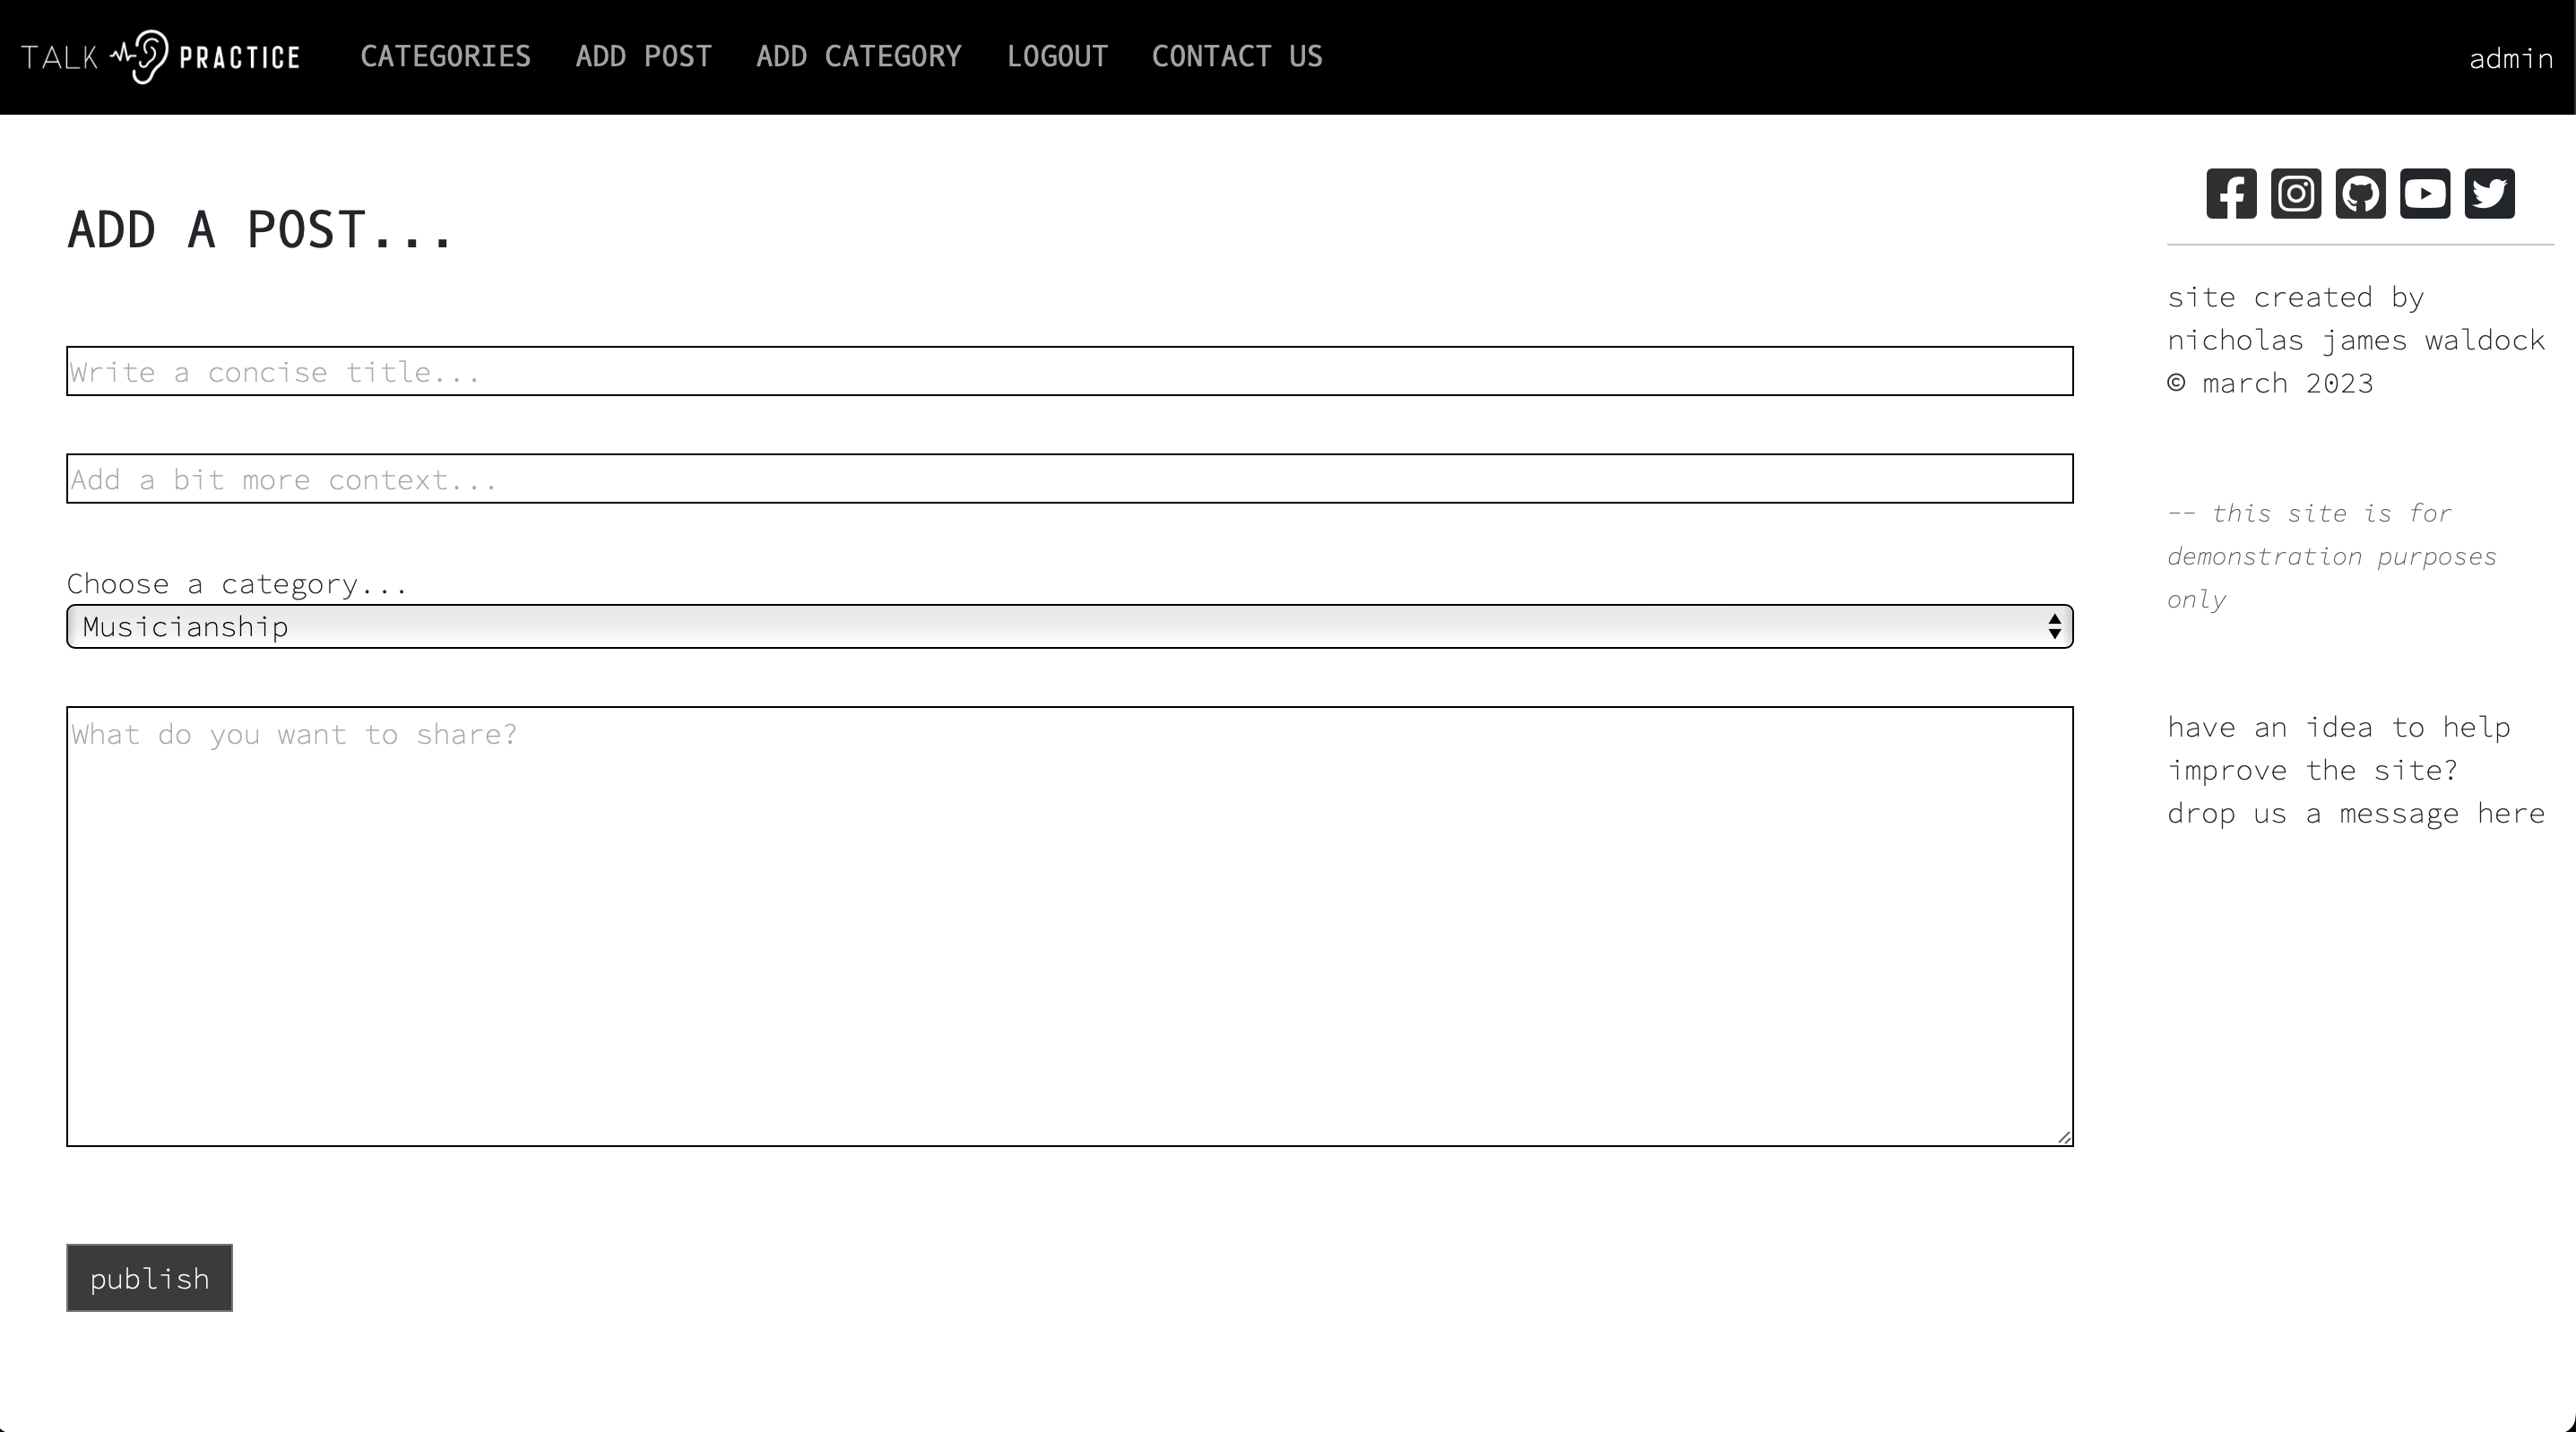 TALK PRACTICE
CATEGORIES
ADD POST
ADD CATEGORY
LOGOUT
CONTACT US
admin
ADD A POST...
Write a concise title...
Add a bit more context...
Choose a category...
Musicianship
What do you want to share?
publish
site created by
nicholas james waldock
© march 2023
-- this site is for
demonstration purposes
only
have an idea to help
improve the site?
drop us a message here